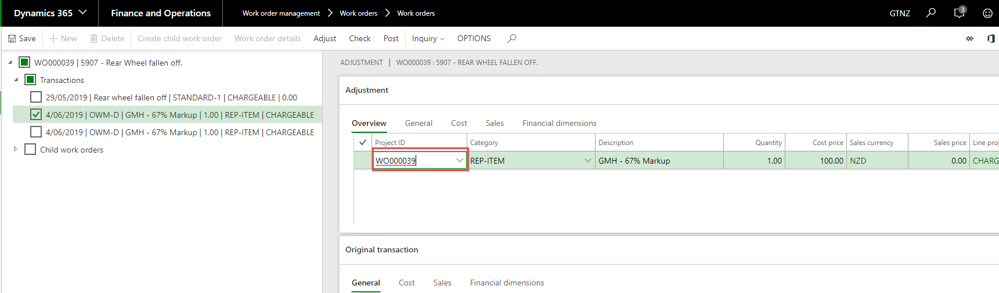 Dynamics 365 Finance and Operations Work order management Work orders Work orders GTNZ 3
Save New Delete Create child work order Work order details Adjust Check Post Inquiry OPTIONS
WO000039 | 5907 - Rear Wheel fallen off.
Transactions
29/05/2019 | Rear wheel fallen off | STANDARD-1 | CHARGEABLE | 0.00
4/06/2019 | OWM-D | GMH - 67% Markup | 1.00 | REP-ITEM | CHARGEABLE
4/06/2019 | OWM-D | GMH - 67% Markup | 1.00 | REP-ITEM | CHARGEABLE
Child work orders
ADJUSTMENT | WO000039 : 5907 - REAR WHEEL FALLEN OFF.
Adjustment
Overview General Cost Sales Financial dimensions
Project ID Category Description Quantity Cost price Sales currency Sales price Line prop
WO000039 REP-ITEM GMH - 67% Markup 1.00 100.00 NZD 0.00 CHARG
Original transaction
General Cost Sales Financial dimensions